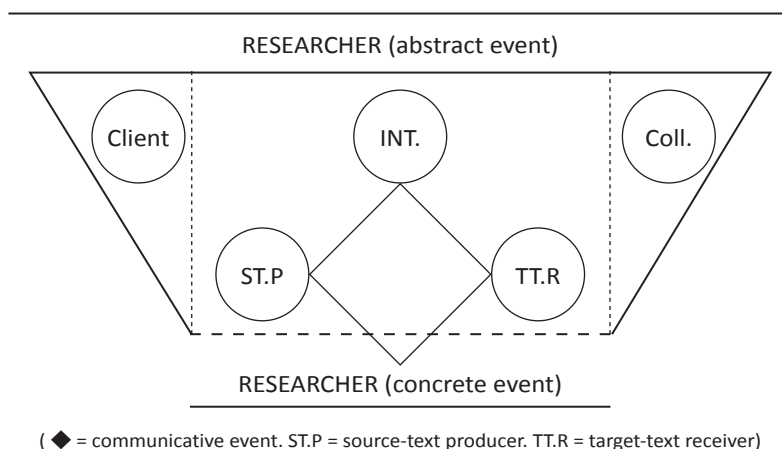 RESEARCHER (abstract event)
Client
INT.
Coll.
ST.P
TT.R
RESEARCHER (concrete event)
( ◆ = communicative event. ST.P = source-text producer. TT.R = target-text receiver)